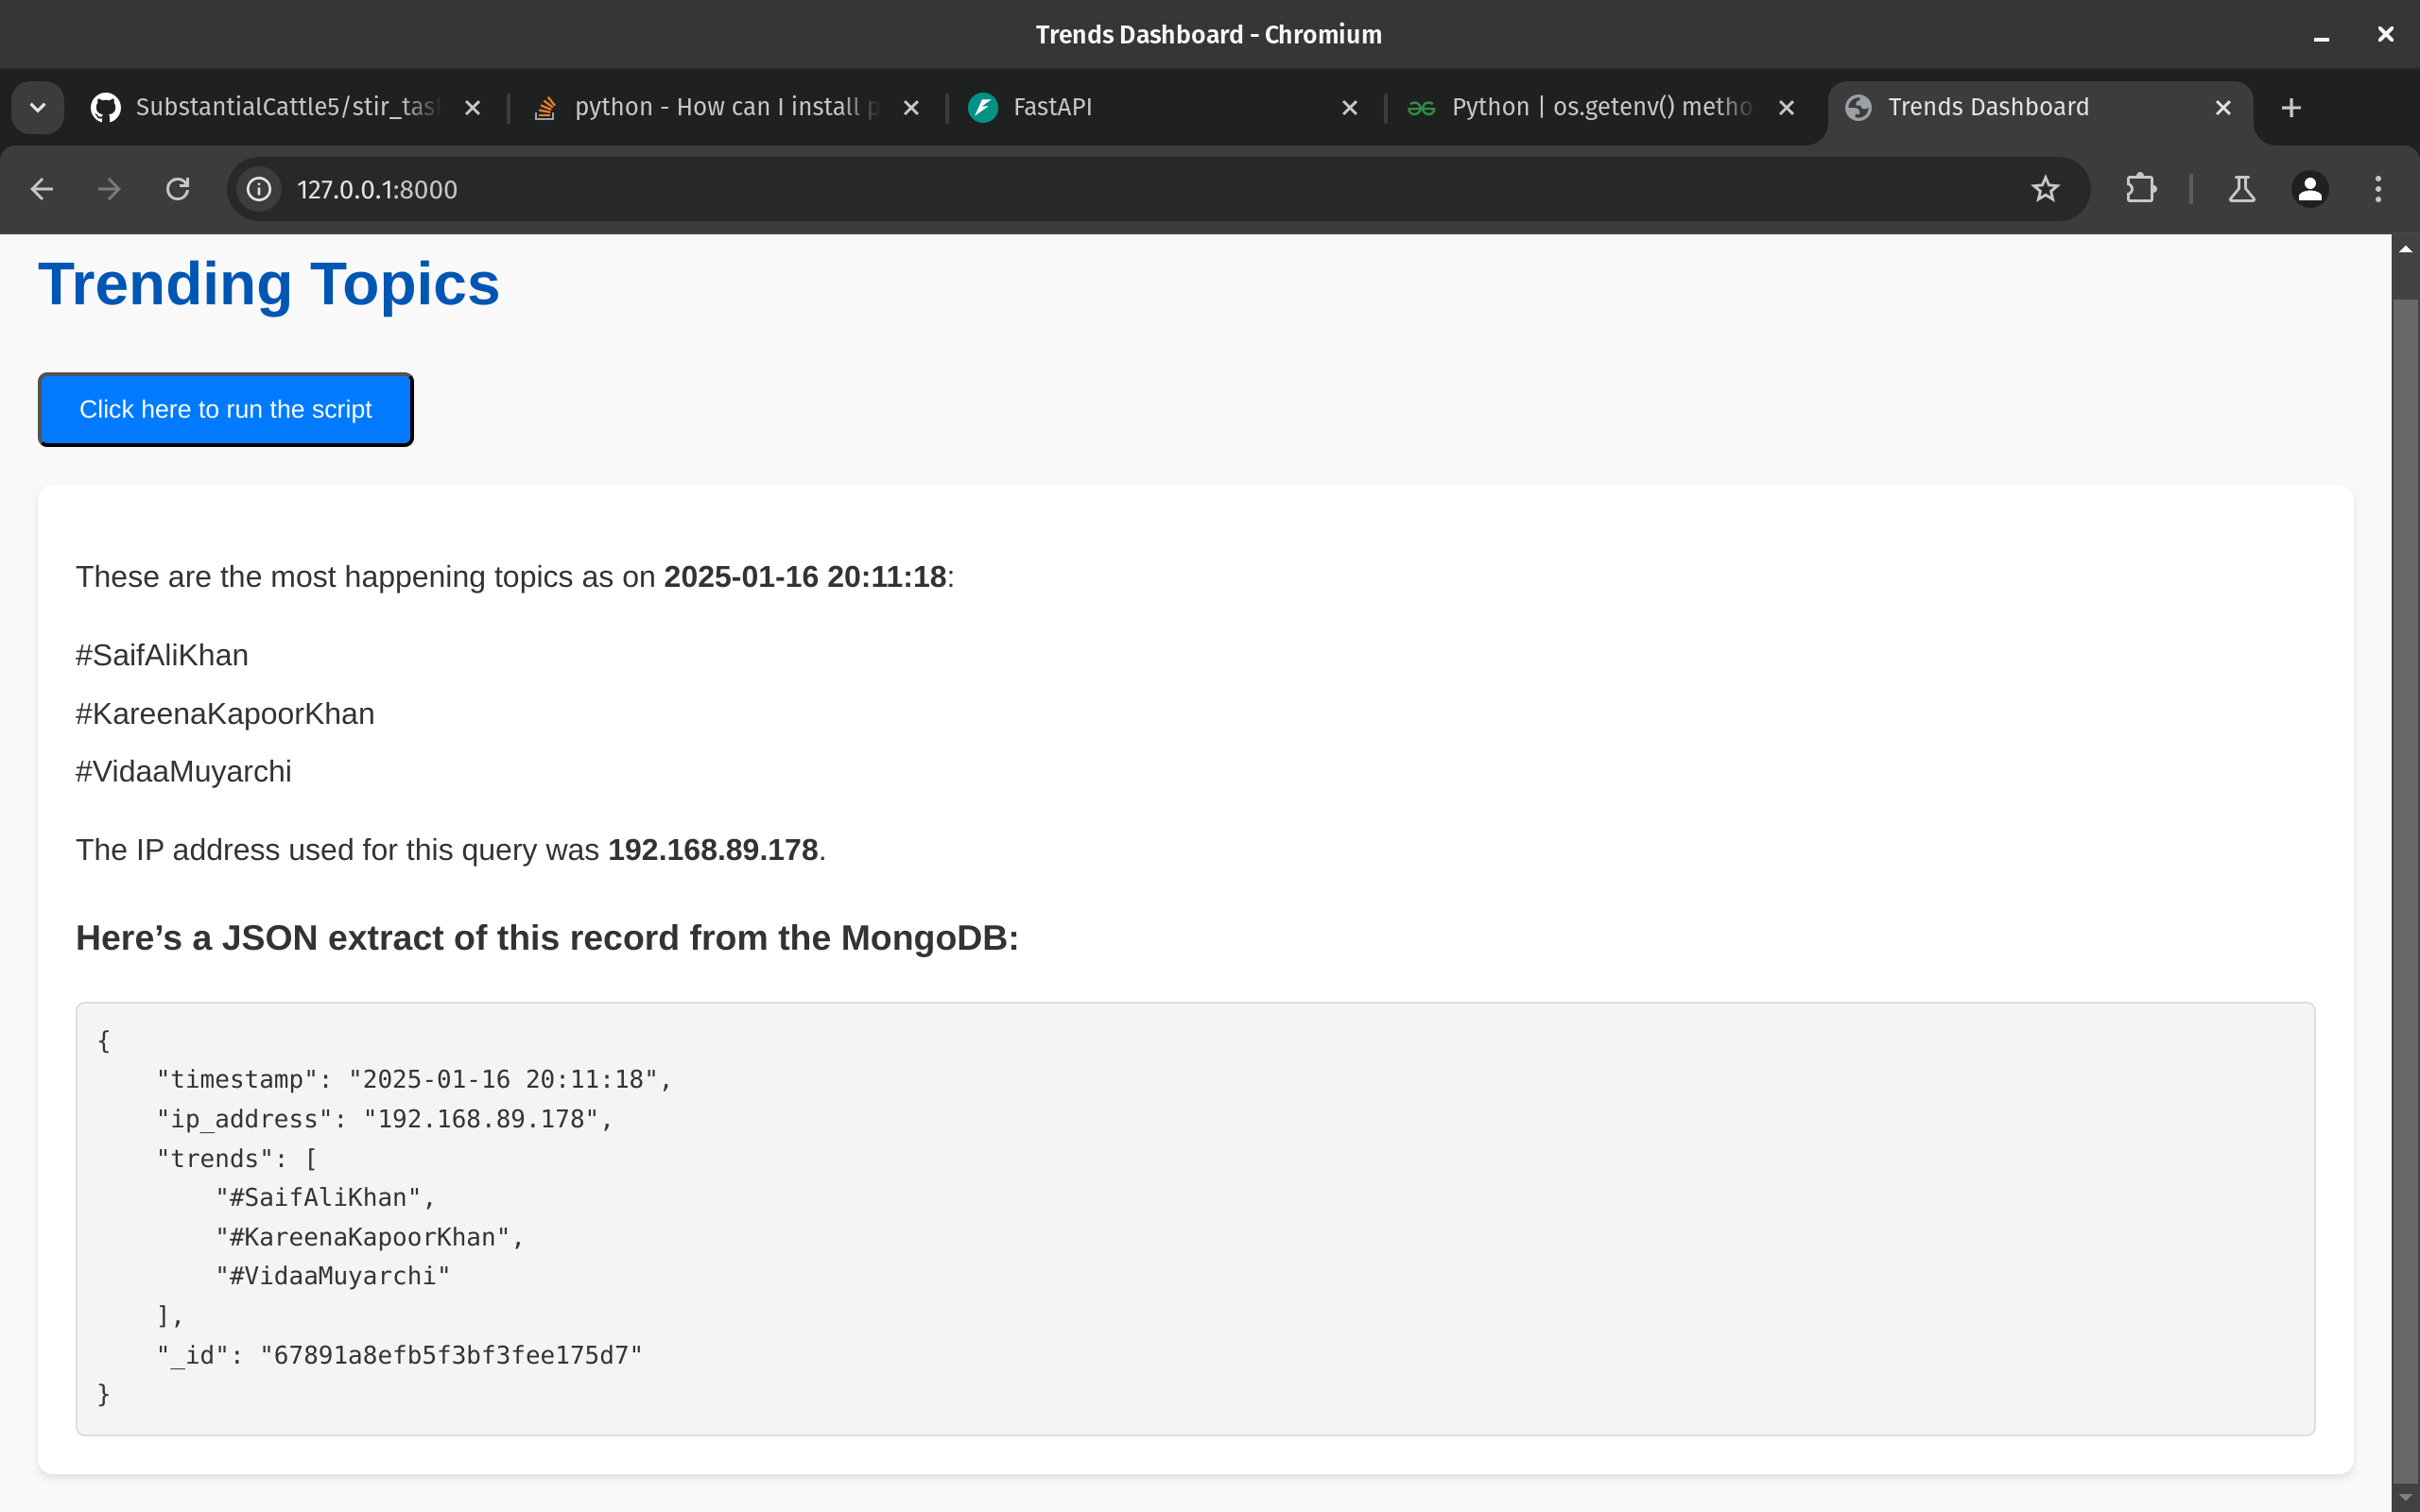 Trends Dashboard - Chromium
SubstantialCattle5/stir_tas
python - How can I install p
FastAPI
Python | os.getenv() metho
Trends Dashboard
127.0.0.1:8000
Trending Topics
Click here to run the script
These are the most happening topics as on 2025-01-16 20:11:18:
#SaifAliKhan
#KareenaKapoorKhan
#VidaaMuyarchi
The IP address used for this query was 192.168.89.178.
Here’s a JSON extract of this record from the MongoDB:
{
    "timestamp": "2025-01-16 20:11:18",
    "ip_address": "192.168.89.178",
    "trends": [
        "#SaifAliKhan",
        "#KareenaKapoorKhan",
        "#VidaaMuyarchi"
    ],
    "_id": "67891a8efb5f3bf3fee175d7"
}